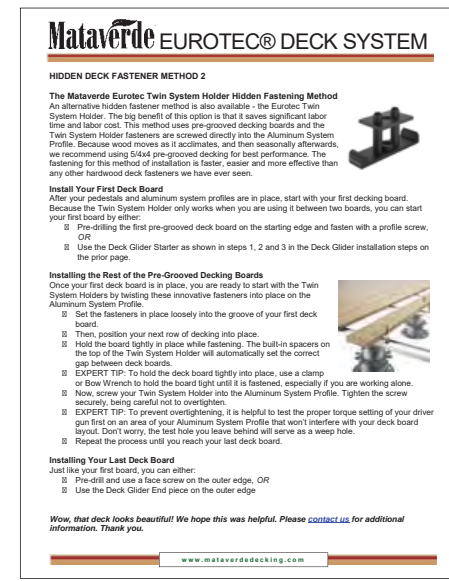 Mataverde EUROTEC® DECK SYSTEM
HIDDEN DECK FASTENER METHOD 2
The Mataverde Eurotec Twin System Holder Hidden Fastening Method
An alternative hidden fastener method is also available - the Eurotec Twin
System Holder. The big benefit of this option is that it saves significant labor
time and labor cost. This method uses pre-grooved decking boards and the
Twin System Holder fasteners are screwed directly into the Aluminum System
Profile. Because wood moves as it acclimates, and then seasonally afterwards,
we recommend using 5/4x4 pre-grooved decking for best performance. The
fastening for this method of installation is faster, easier and more effective than
any other hardwood deck fasteners we have ever seen.
Install Your First Deck Board
After your pedestals and aluminum system profiles are in place, start with your first decking board.
Because the Twin System Holder only works when you are using it between two boards, you can start
your first board by either:
Pre-drilling the first pre-grooved deck board on the starting edge and fasten with a profile screw,
OR
Use the Deck Glider Starter as shown in steps 1, 2 and 3 in the Deck Glider installation steps on
the prior page.
Installing the Rest of the Pre-Grooved Decking Boards
Once your first deck board is in place, you are ready to start with the Twin
System Holders by twisting these innovative fasteners into place on the
Aluminum System Profile.
Set the fasteners in place loosely into the groove of your first deck
board.
Then, position your next row of decking into place.
Hold the board tightly in place while fastening. The built-in spacers on
the top of the Twin System Holder will automatically set the correct
gap between deck boards.
EXPERT TIP: To hold the deck board tightly into place, use a clamp
or Bow Wrench to hold the board tight until it is fastened, especially if you are working alone.
Now, screw your Twin System Holder into the Aluminum System Profile. Tighten the screw
securely, being careful not to overtighten.
EXPERT TIP: To prevent overtightening, it is helpful to test the proper torque setting of your driver
gun first on an area of your Aluminum System Profile that won't interfere with your deck board
layout. Don't worry, the test hole you leave behind will serve as a weep hole.
Repeat the process until you reach your last deck board.
Installing Your Last Deck Board
Just like your first board, you can either:
Pre-drill and use a face screw on the outer edge, OR
Use the Deck Glider End piece on the outer edge
Wow, that deck looks beautiful! We hope this was helpful. Please contact us for additional
information. Thank you.
www.mataverdedecking.com